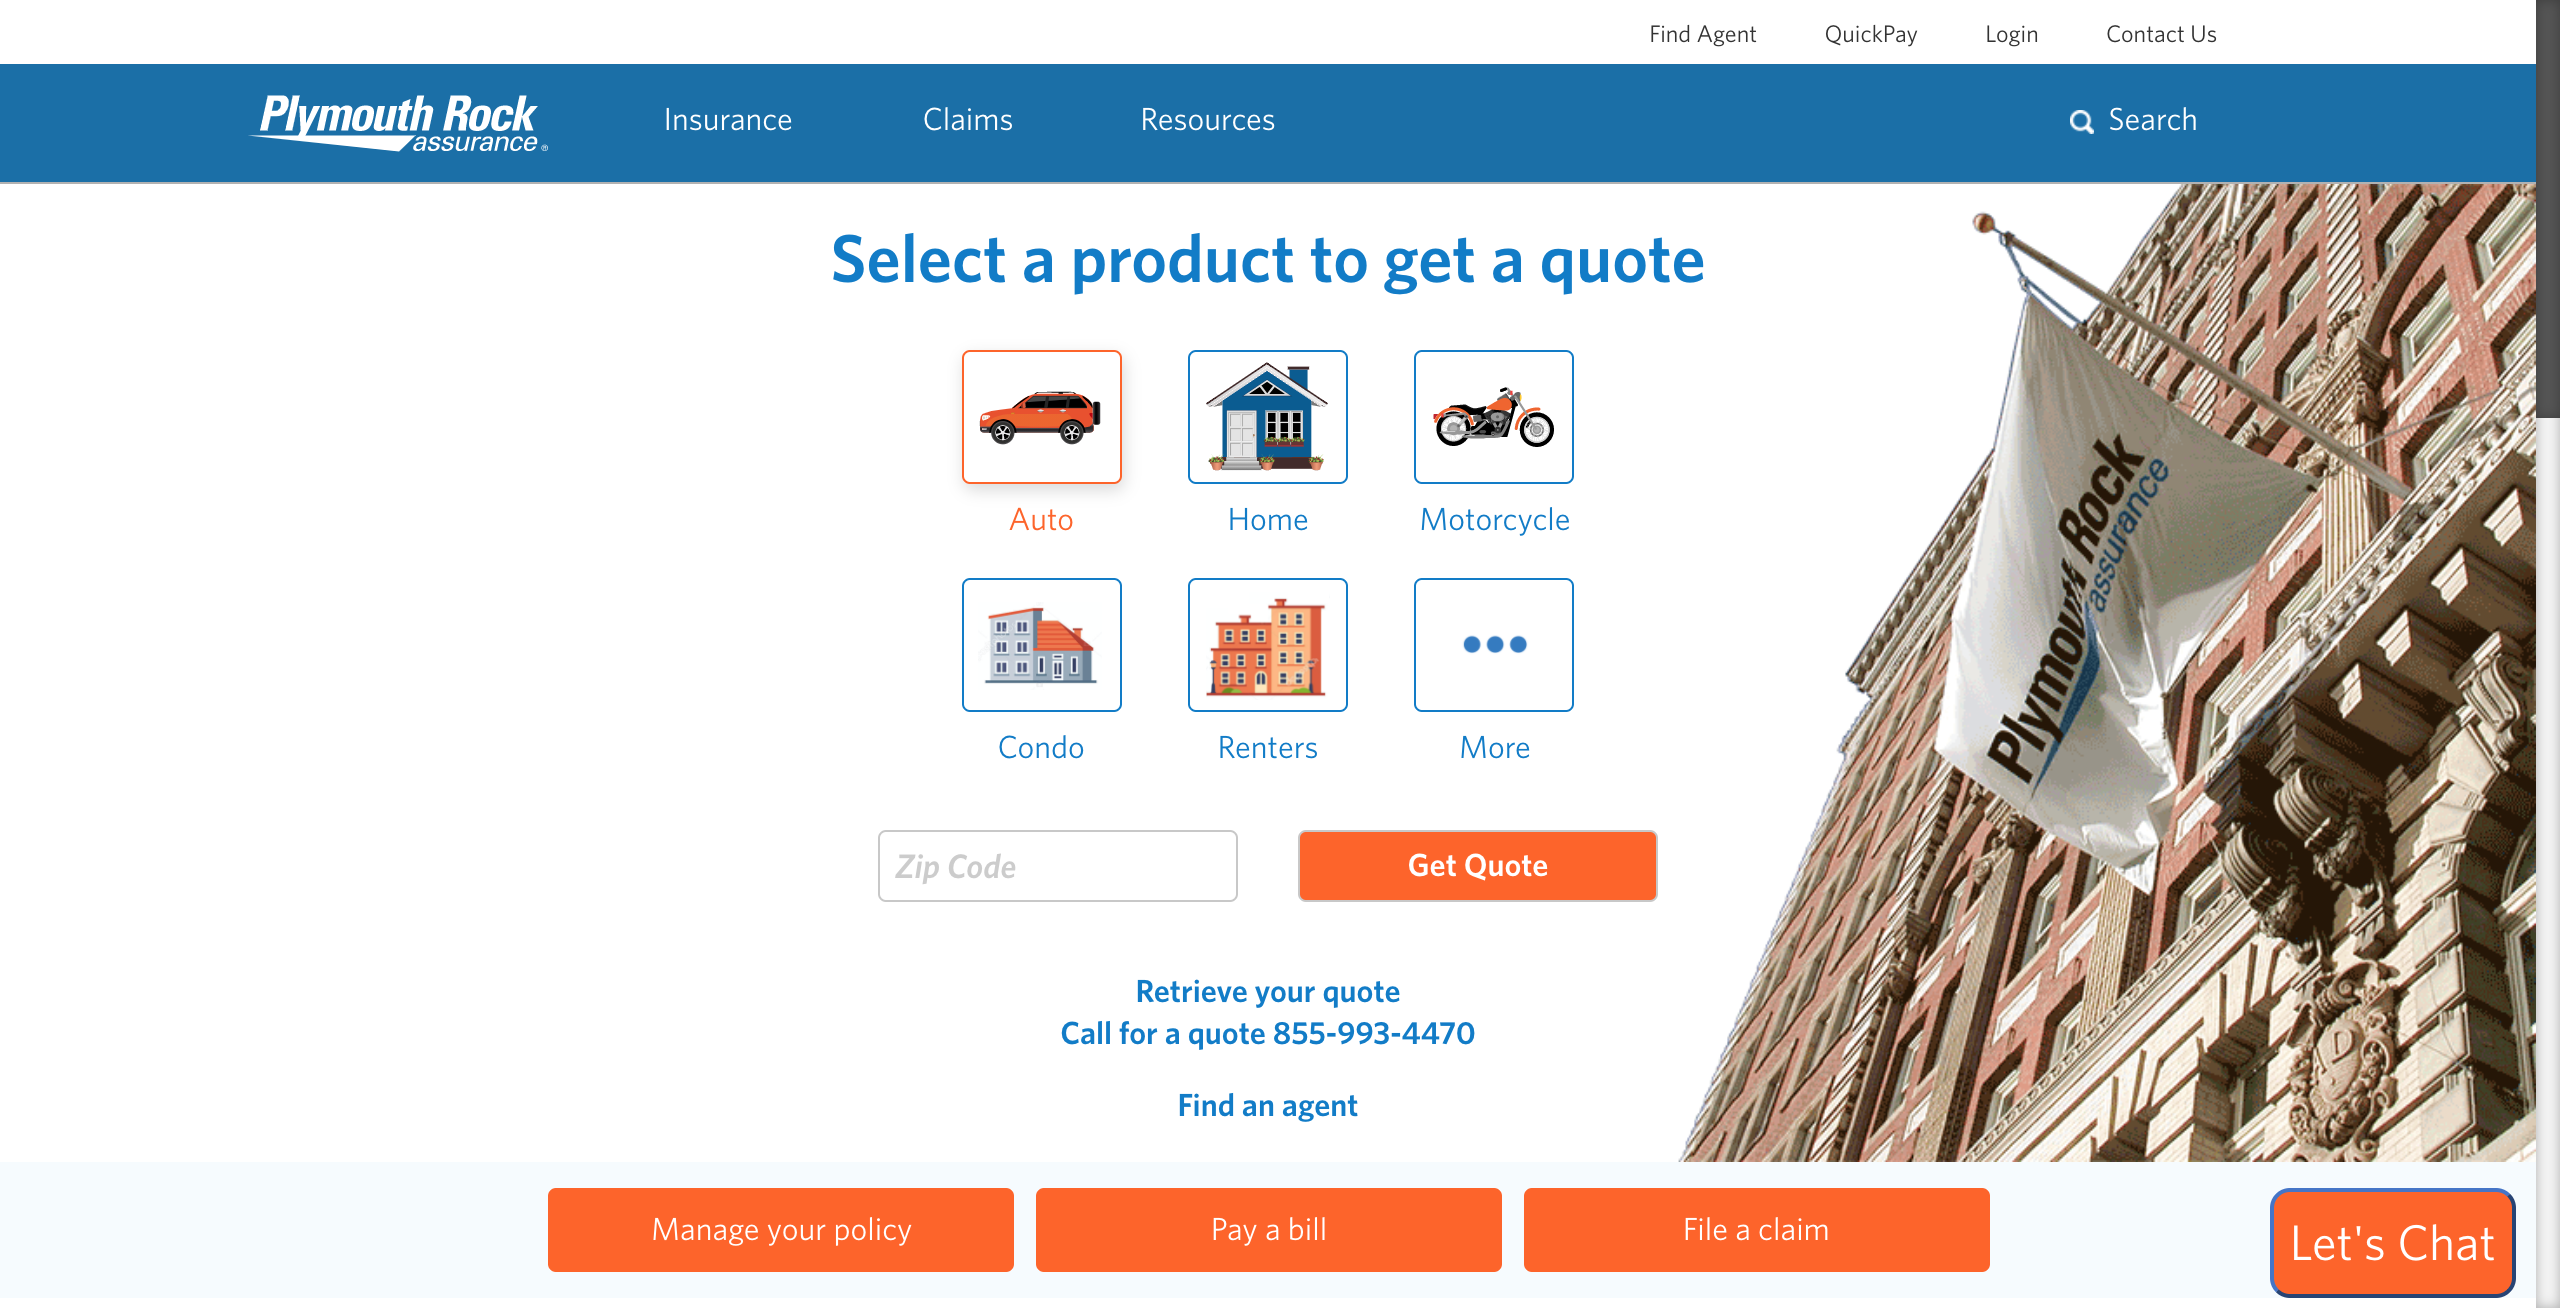 Find Agent QuickPay Login Contact Us
Plymouth Rock
assurance®
Insurance Claims Resources Search
Select a product to get a quote
Auto Home Motorcycle
Condo Renters More
Zip Code Get Quote
Retrieve your quote
Call for a quote 855-993-4470
Find an agent
Plymouth Rock
assurance
D
Manage your policy Pay a bill File a claim
Let's Chat